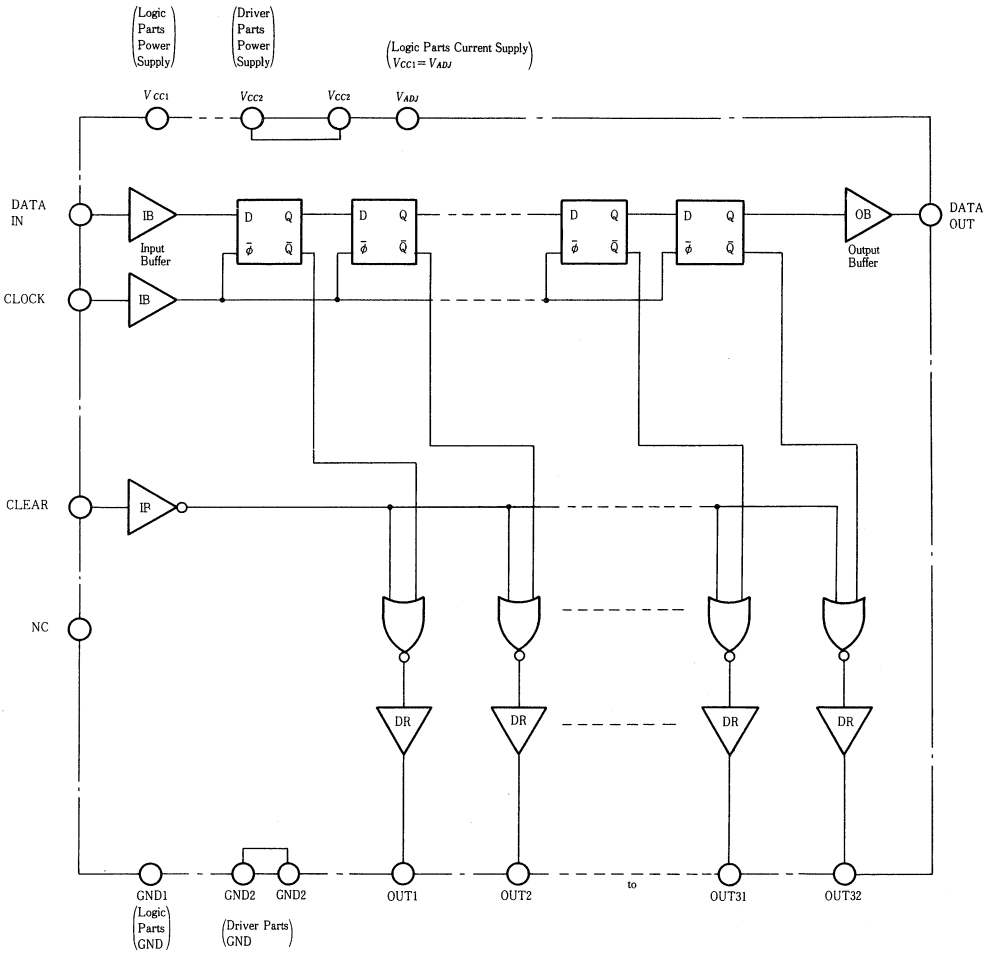 (Logic
Parts
Power
Supply)
(Driver
Parts
Power
Supply)
(Logic Parts Current Supply)
VCC1=VADJ
VCC1
VCC2
VCC2
VADJ
DATA
IN
IB
Input
Buffer
D Q
φ̅ Q̅
D Q
φ̅ Q̅
D Q
φ̅ Q̅
D Q
φ̅ Q̅
OB
Output
Buffer
DATA
OUT
CLOCK
IB
CLEAR
IB
NC
DR
DR
DR
DR
GND1
(Logic
Parts
GND)
GND2
GND2
(Driver Parts)
GND
OUT1
OUT2
to
OUT31
OUT32